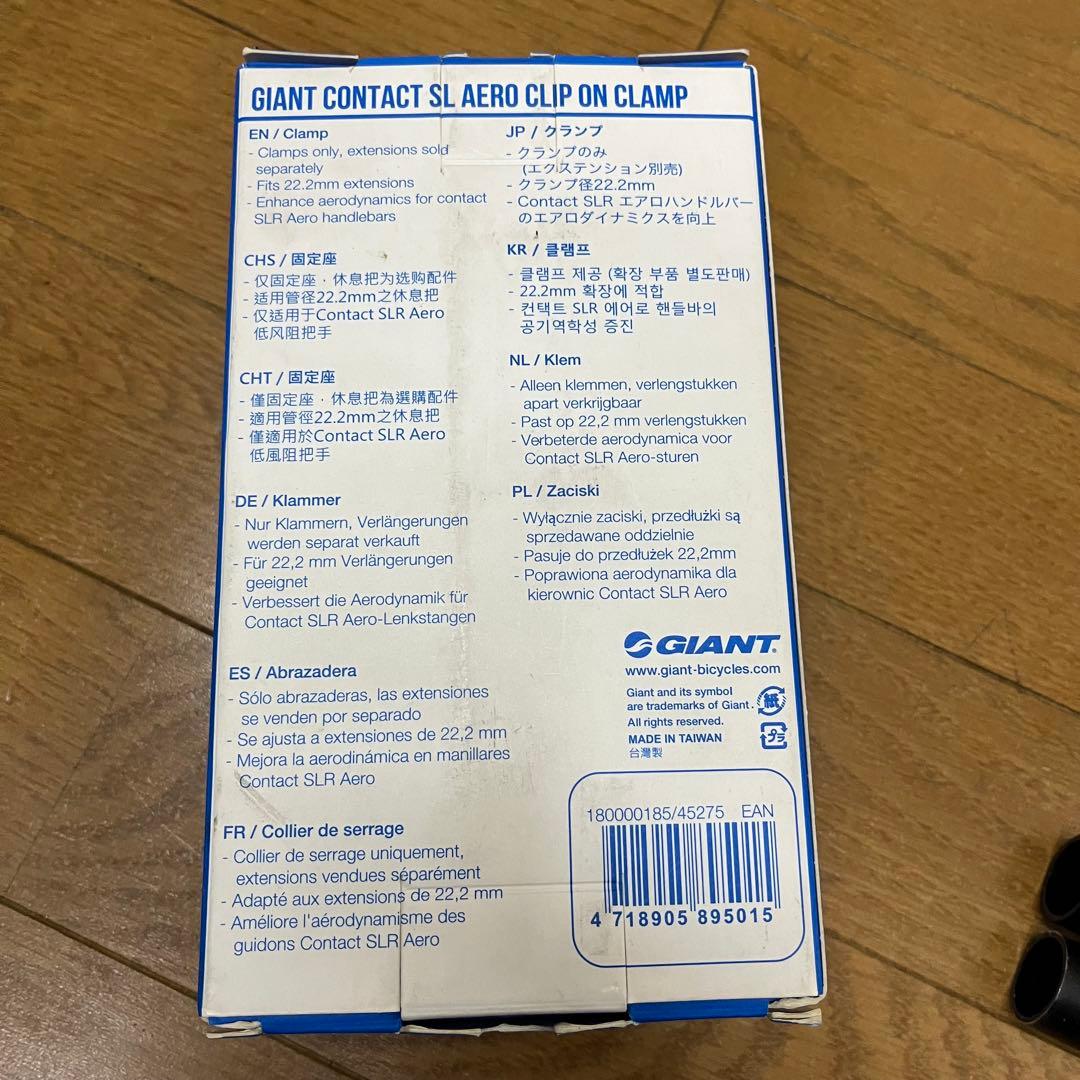 GIANT CONTACT SL AERO CLIP ON CLAMP
EN / Clamp
- Clamps only, extensions sold
separately
- Fits 22.2mm extensions
- Enhance aerodynamics for contact
SLR Aero handlebars
CHS / 固定座
- 仅固定座，休息把为选购配件
- 适用管径22.2mm之休息把
- 仅适用于Contact SLR Aero
低风阻把手
CHT / 固定座
- 僅固定座，休息把為選購配件
- 適用管徑22.2mm之休息把
- 僅適用於Contact SLR Aero
低風阻把手
DE / Klammer
- Nur Klammern, Verlängerungen
werden separat verkauft
- Für 22,2 mm Verlängerungen
geeignet
- Verbessert die Aerodynamik für
Contact SLR Aero-Lenkstangen
ES / Abrazadera
- Sólo abrazaderas, las extensiones
se venden por separado
- Se ajusta a extensiones de 22,2 mm
- Mejora la aerodinámica en manillares
Contact SLR Aero
FR / Collier de serrage
- Collier de serrage uniquement,
extensions vendues séparément
- Adapté aux extensions de 22,2 mm
- Améliore l'aérodynamisme des
guidons Contact SLR Aero
JP / クランプ
- クランプのみ
(エクステンション別売)
- クランプ径22.2mm
- Contact SLR エアロハンドルバー
のエアロダイナミクスを向上
KR / 클램프
- 클램프 제공 (확장 부품 별도판매)
- 22.2mm 확장에 적합
- 컨택트 SLR 에어로 핸들바의
공기역학성 증진
NL / Klem
- Alleen klemmen, verlengstukken
apart verkrijgbaar
- Past op 22,2 mm verlengstukken
- Verbeterde aerodynamica voor
Contact SLR Aero-sturen
PL / Zaciski
- Wyłącznie zaciski, przedłużki są
sprzedawane oddzielnie
- Pasuje do przedłużek 22,2mm
- Poprawiona aerodynamika dla
kierownic Contact SLR Aero
GIANT®
www.giant-bicycles.com
Giant and its symbol
are trademarks of Giant.
All rights reserved.
MADE IN TAIWAN
台灣製
紙
プラ
180000185/45275 EAN
4 718905 895015